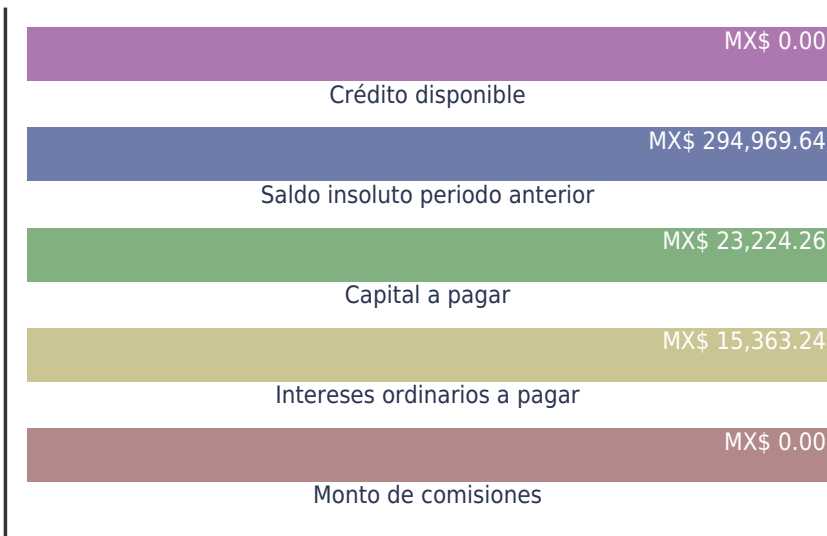 MX$ 0.00
Crédito disponible
MX$ 294,969.64
Saldo insoluto periodo anterior
MX$ 23,224.26
Capital a pagar
MX$ 15,363.24
Intereses ordinarios a pagar
MX$ 0.00
Monto de comisiones